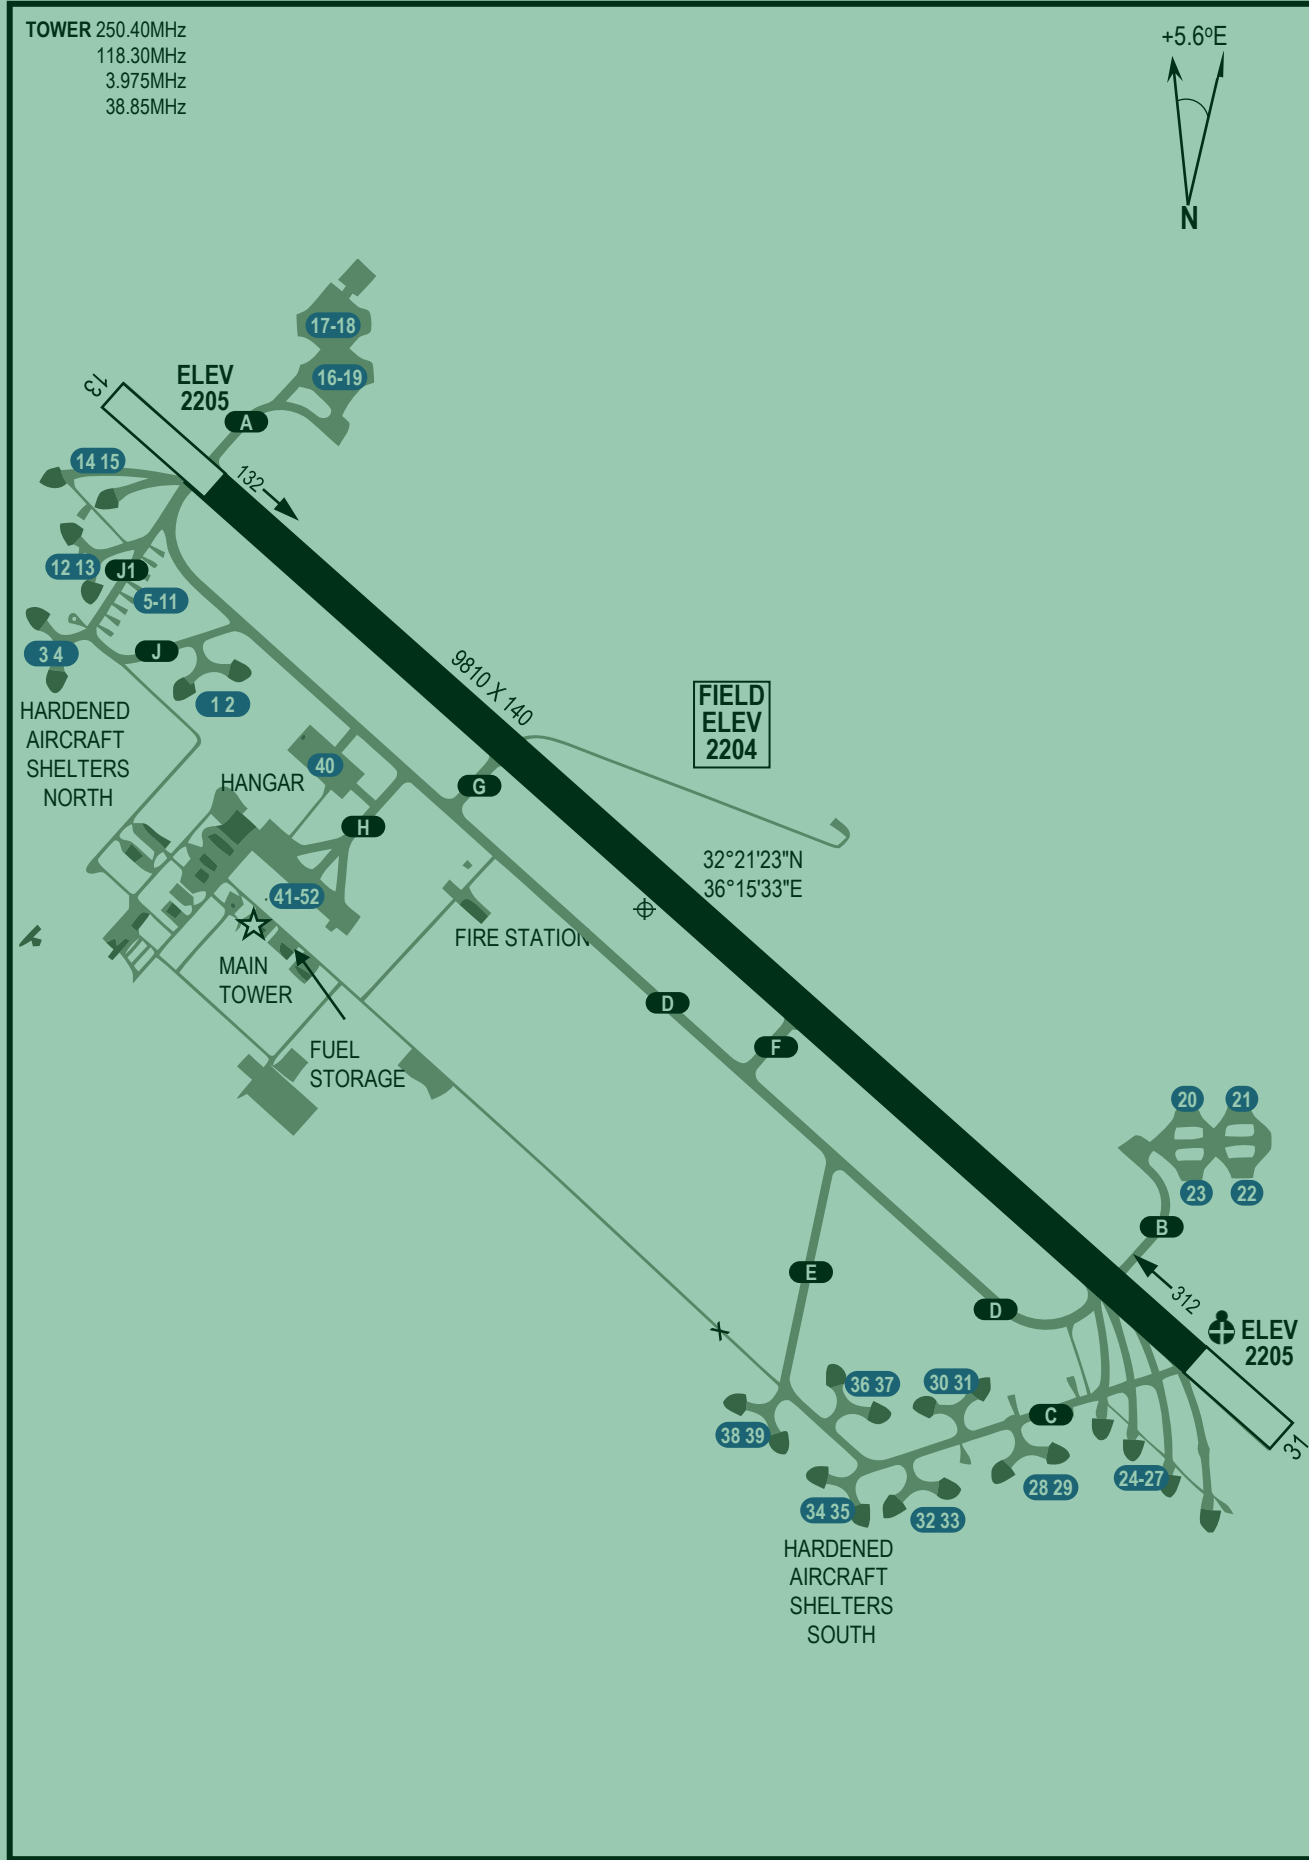 TOWER 250.40MHz
118.30MHz
3.975MHz
38.85MHz
+5.6ºE
N
17-18
16-19
ELEV
2205
A
13
132
14 15
12 13
J1
5-11
3 4
J
1 2
HARDENED
AIRCRAFT
SHELTERS
NORTH
9810 X 140
FIELD
ELEV
2204
40
HANGAR
G
H
32°21'23"N
36°15'33"E
41-52
FIRE STATION
MAIN
TOWER
D
F
FUEL
STORAGE
20
21
23
22
B
E
312
D
ELEV
2205
X
36 37
30 31
C
38 39
31
24-27
28 29
34 35
32 33
HARDENED
AIRCRAFT
SHELTERS
SOUTH